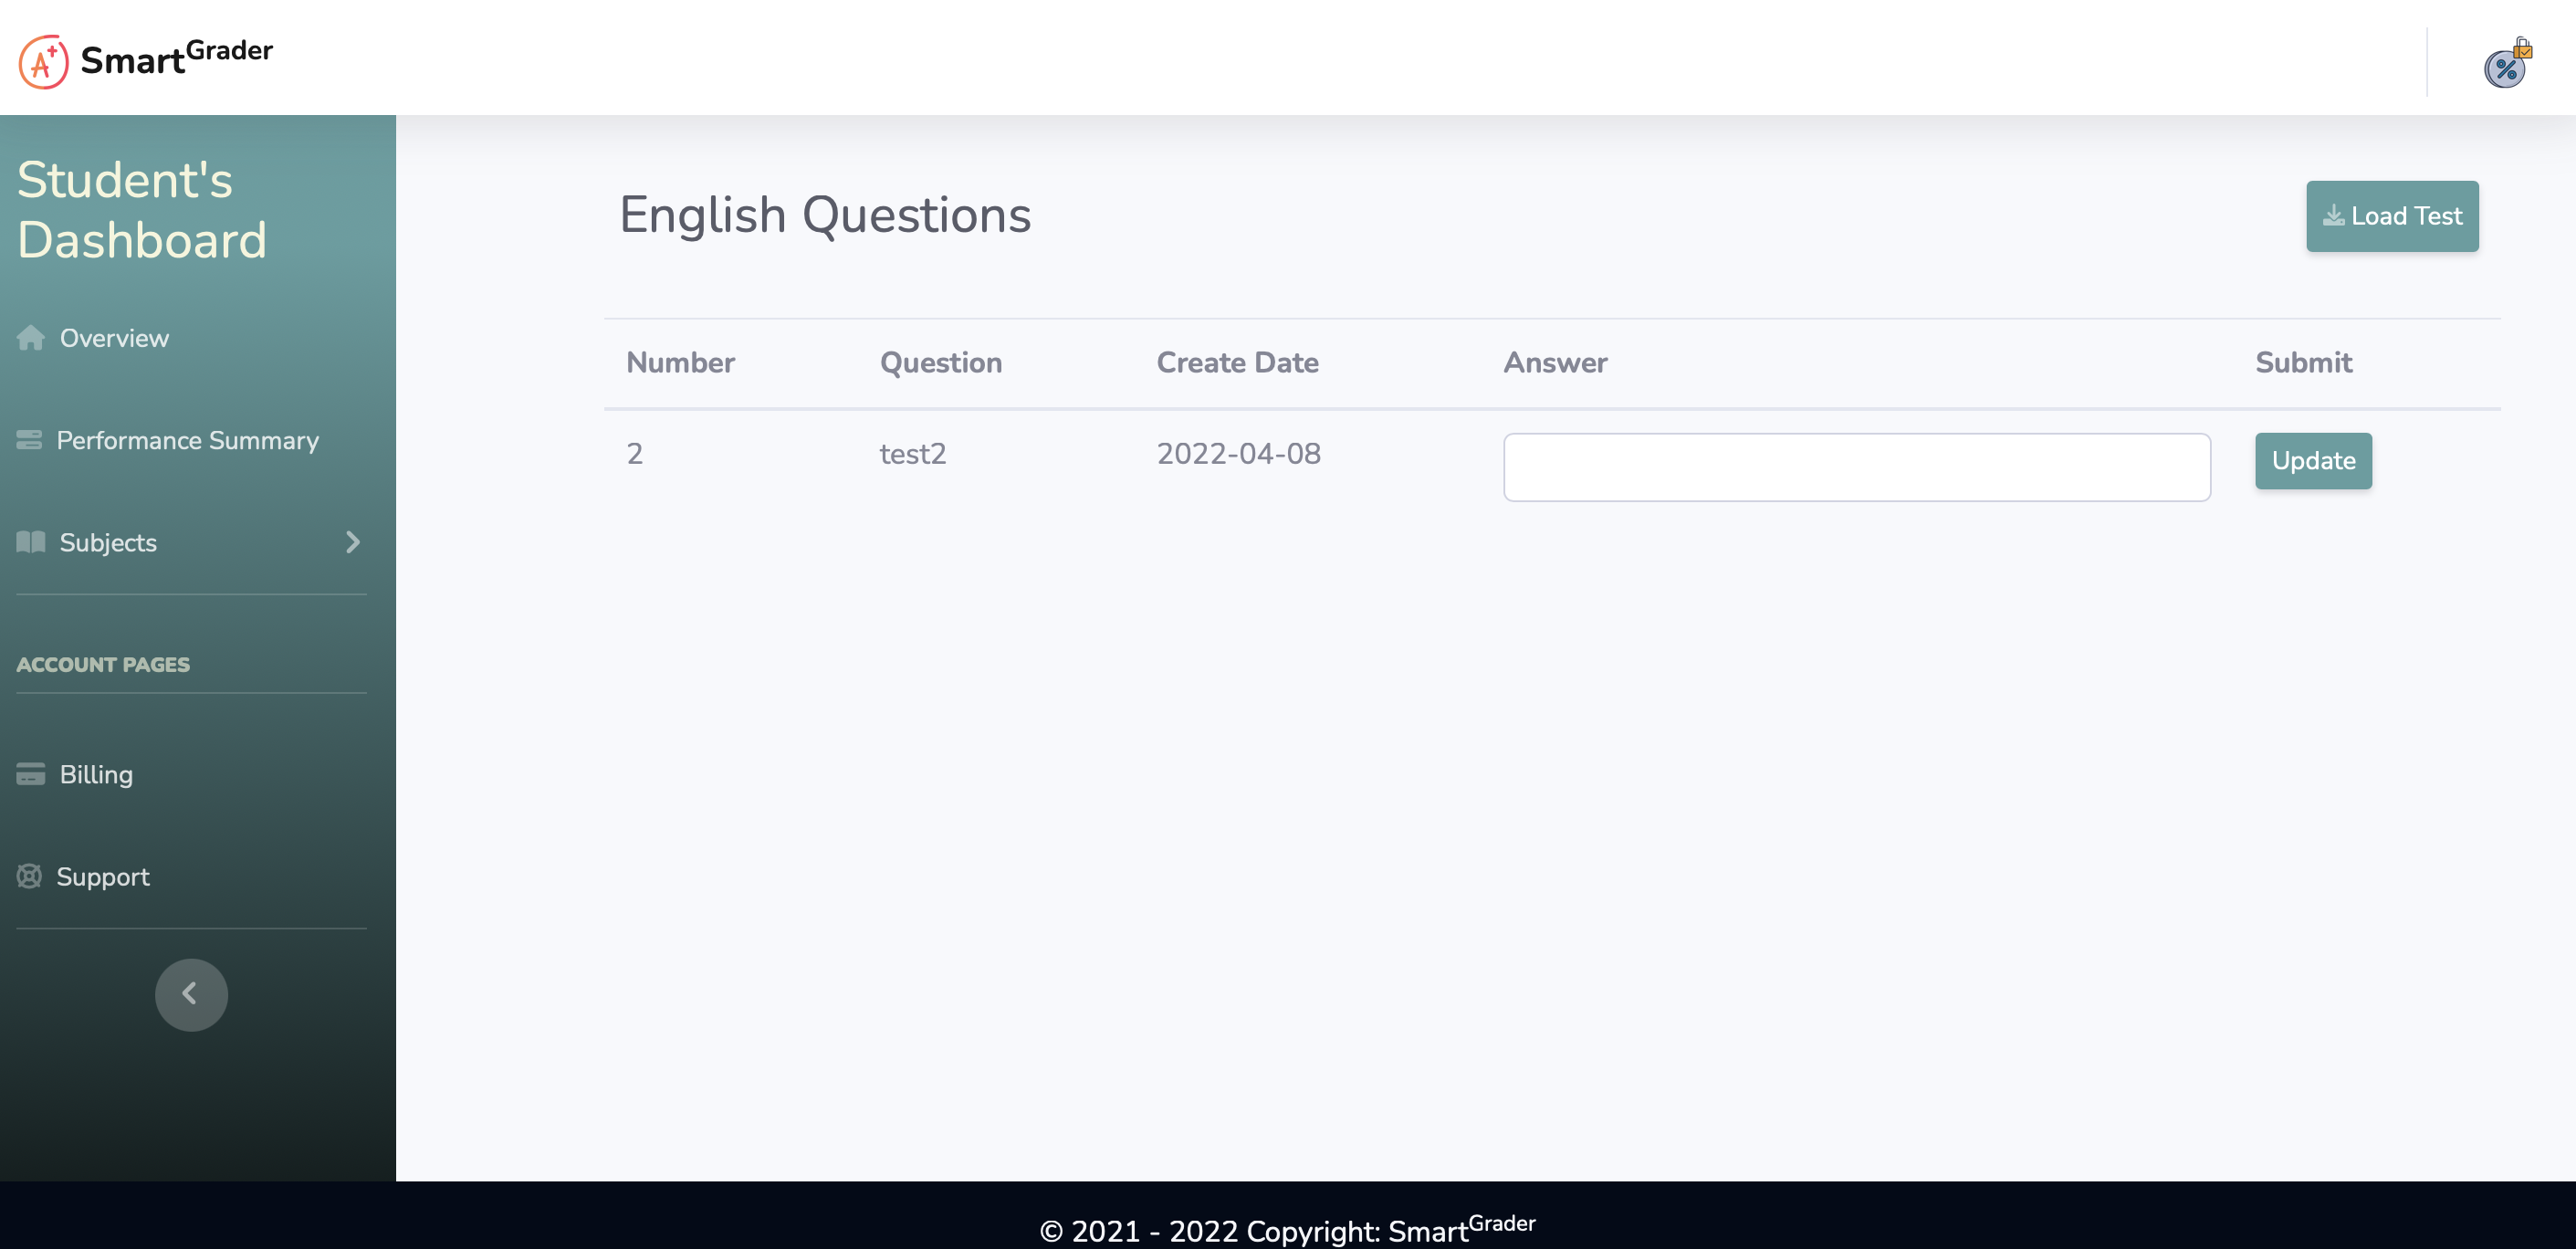 SmartGrader
Student's
Dashboard
Overview
Performance Summary
Subjects
ACCOUNT PAGES
Billing
Support
English Questions
Load Test
Number Question Create Date Answer Submit
2 test2 2022-04-08 Update
© 2021 - 2022 Copyright: SmartGrader